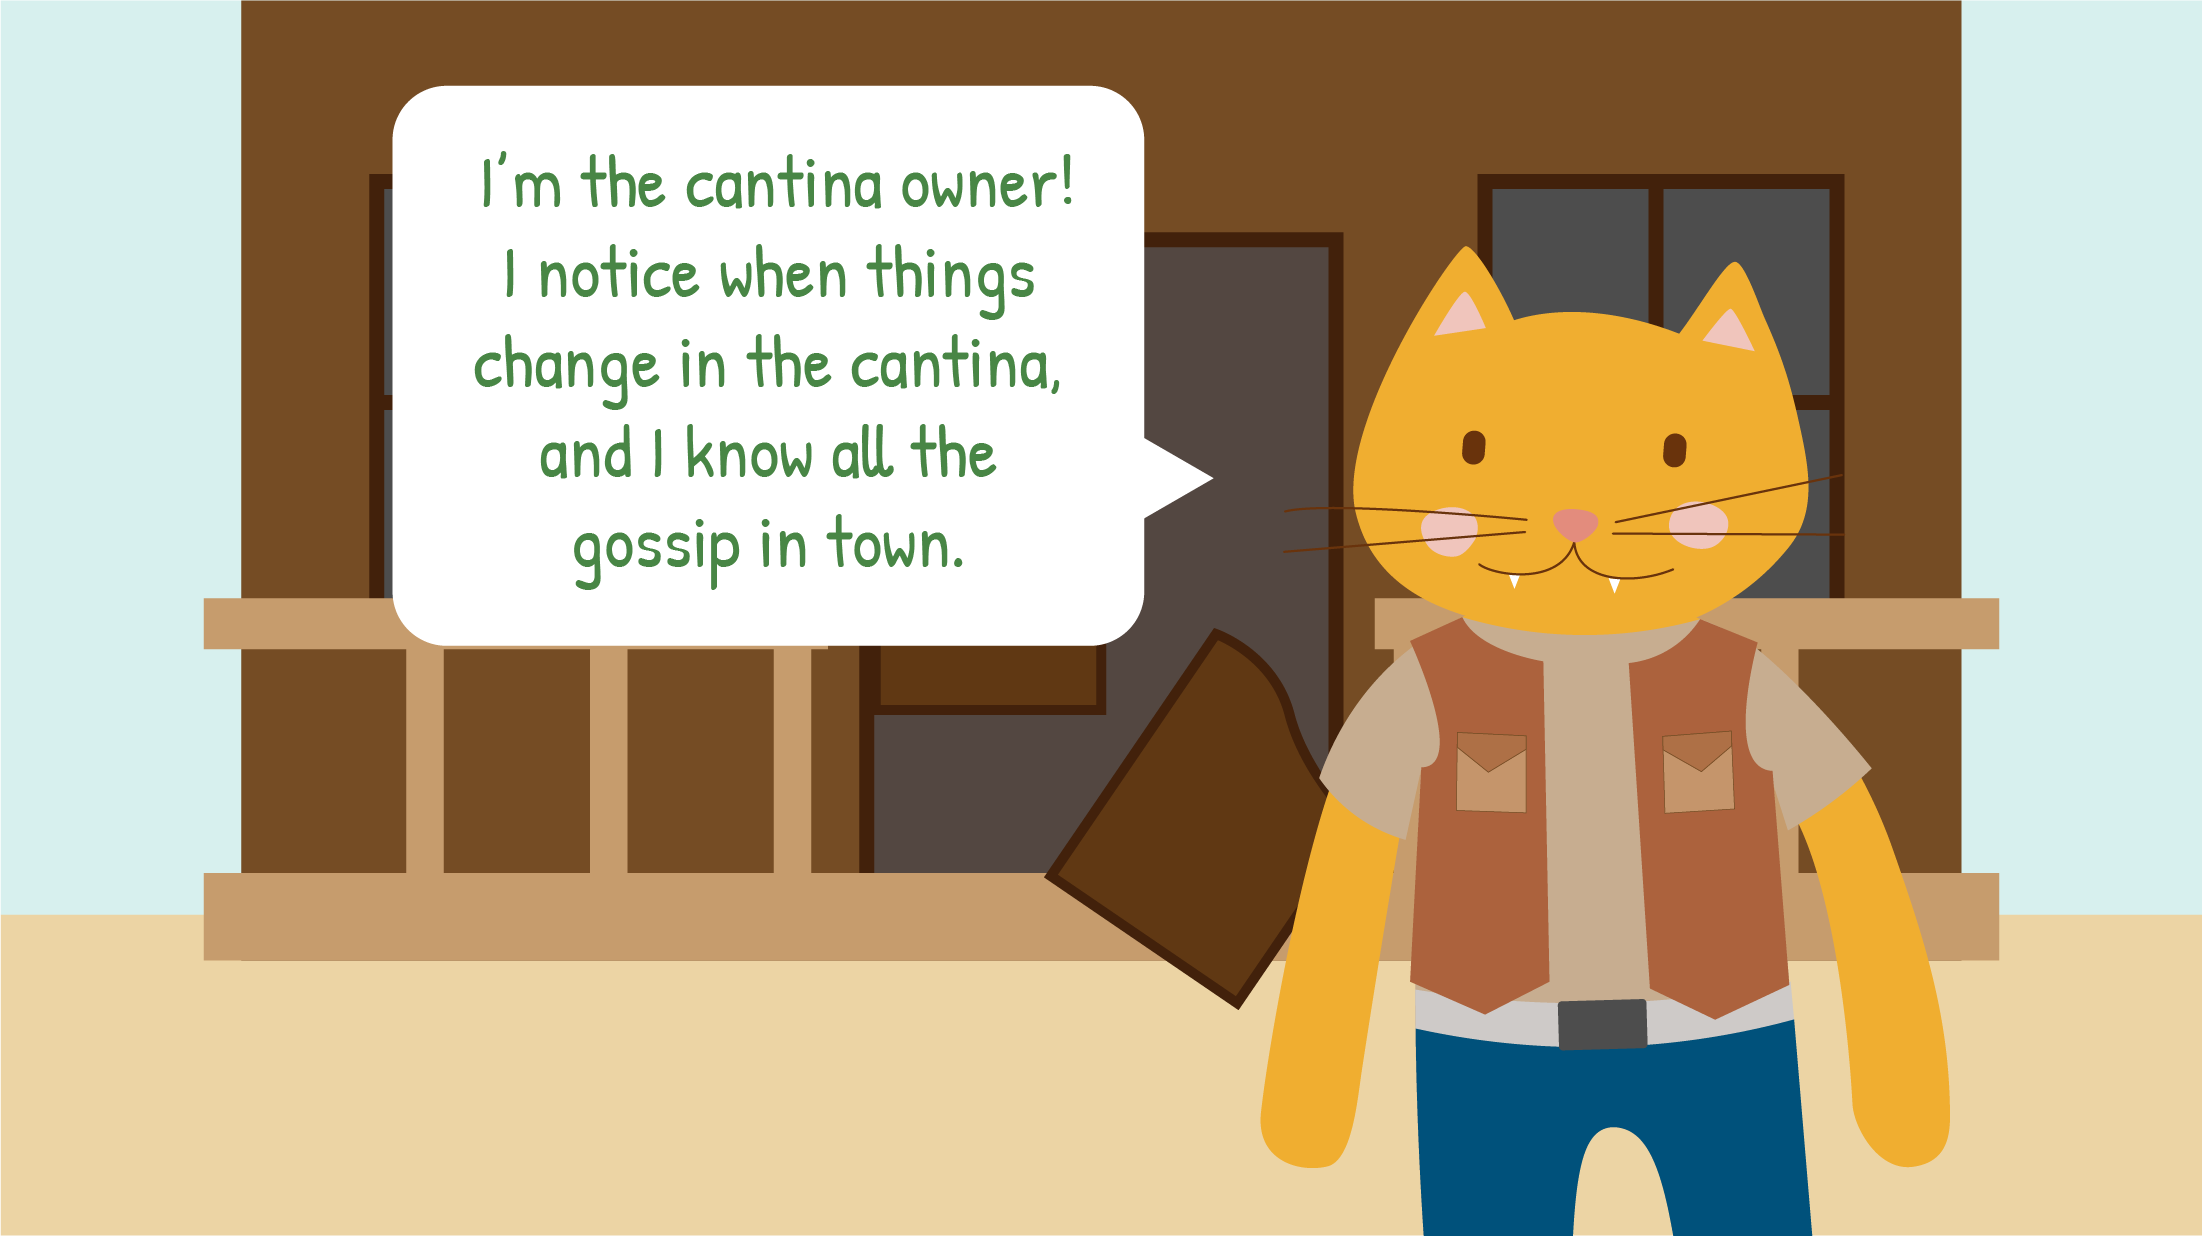 I'm the cantina owner!
I notice when things
change in the cantina,
and I know all the
gossip in town.